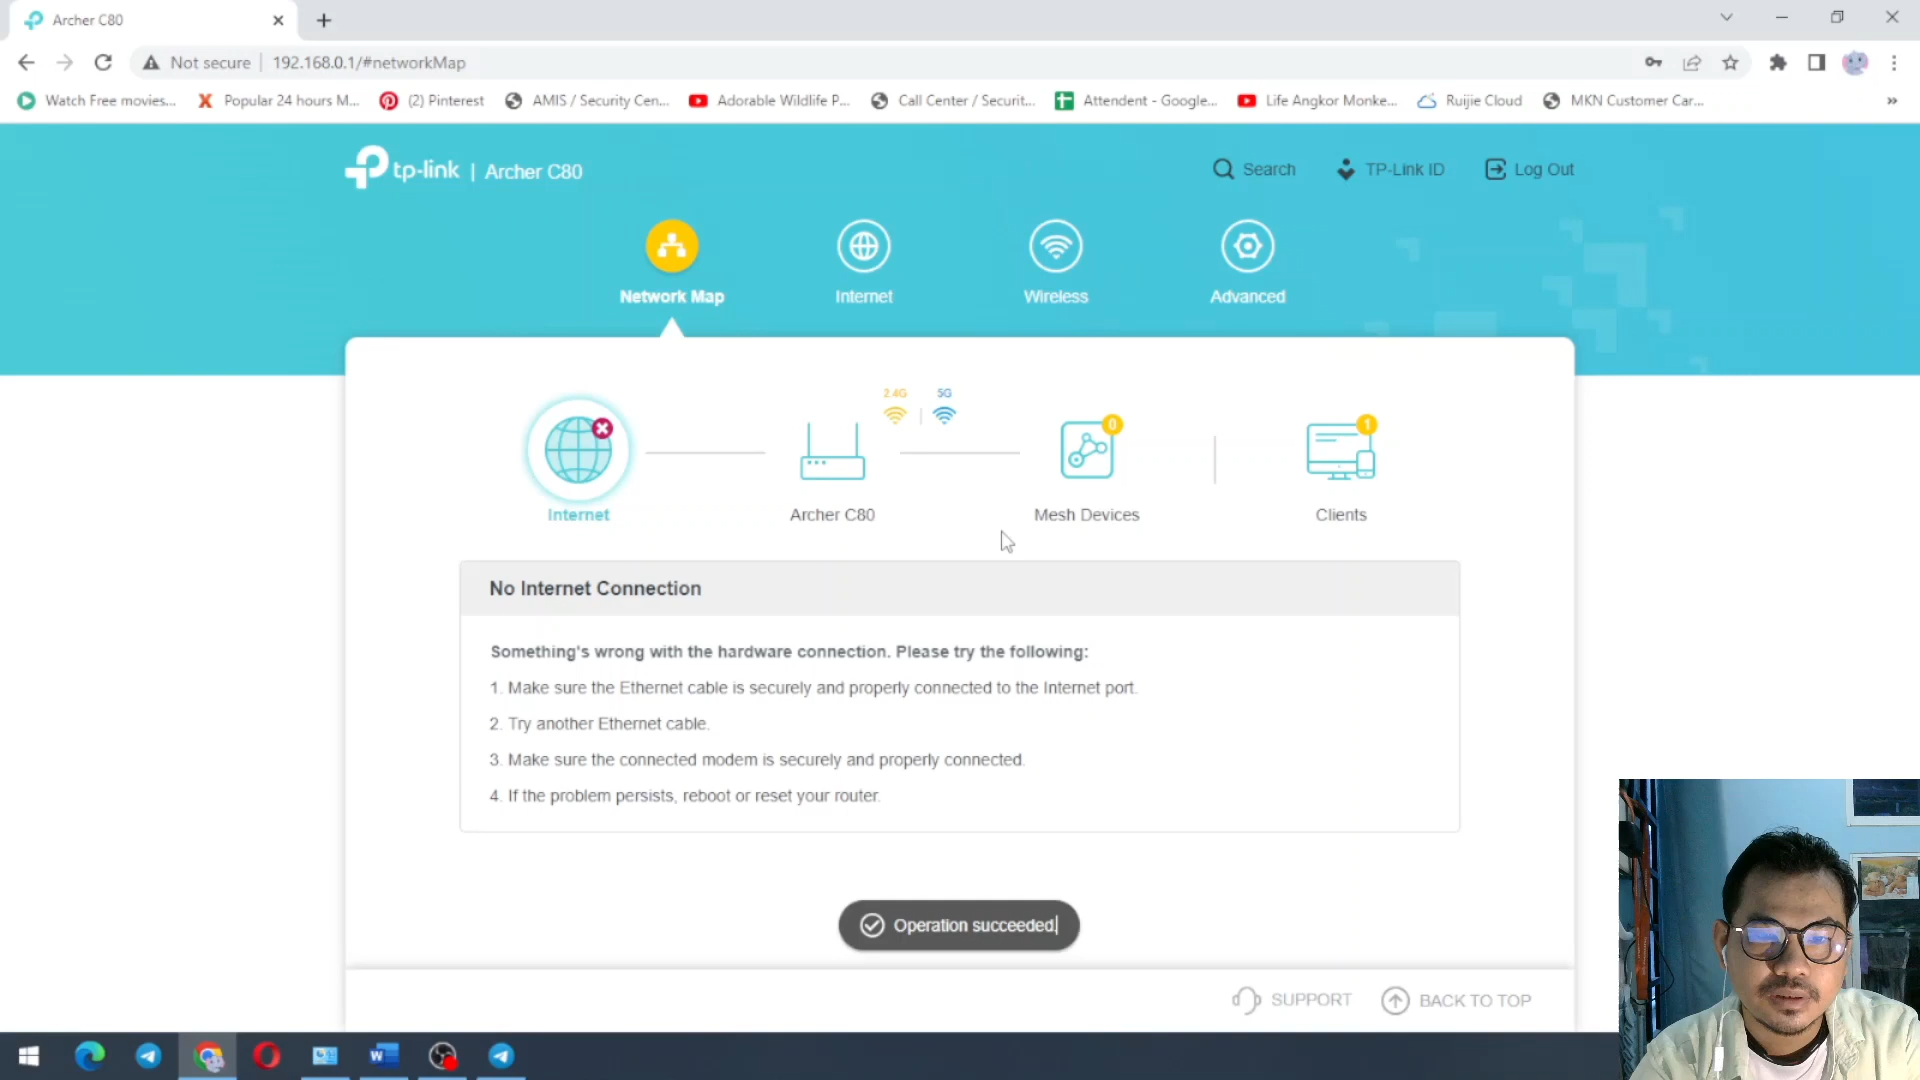 Archer C80
Not secure
192.168.0.1/#networkMap
Watch Free movies...
Popular 24 hours M...
(2) Pinterest
AMIS / Security Cen...
Adorable Wildlife P...
Call Center / Securit...
Attendent - Google...
Life Angkor Monke...
Ruijie Cloud
MKN Customer Car...
»
tp-link | Archer C80
Search
TP-Link ID
Log Out
Network Map
Internet
Wireless
Advanced
2.4G
5G
0
1
Internet
Archer C80
Mesh Devices
Clients
No Internet Connection
Something's wrong with the hardware connection. Please try the following:
1. Make sure the Ethernet cable is securely and properly connected to the Internet port.
2. Try another Ethernet cable.
3. Make sure the connected modem is securely and properly connected.
4. If the problem persists, reboot or reset your router.
Operation succeeded.
SUPPORT
BACK TO TOP